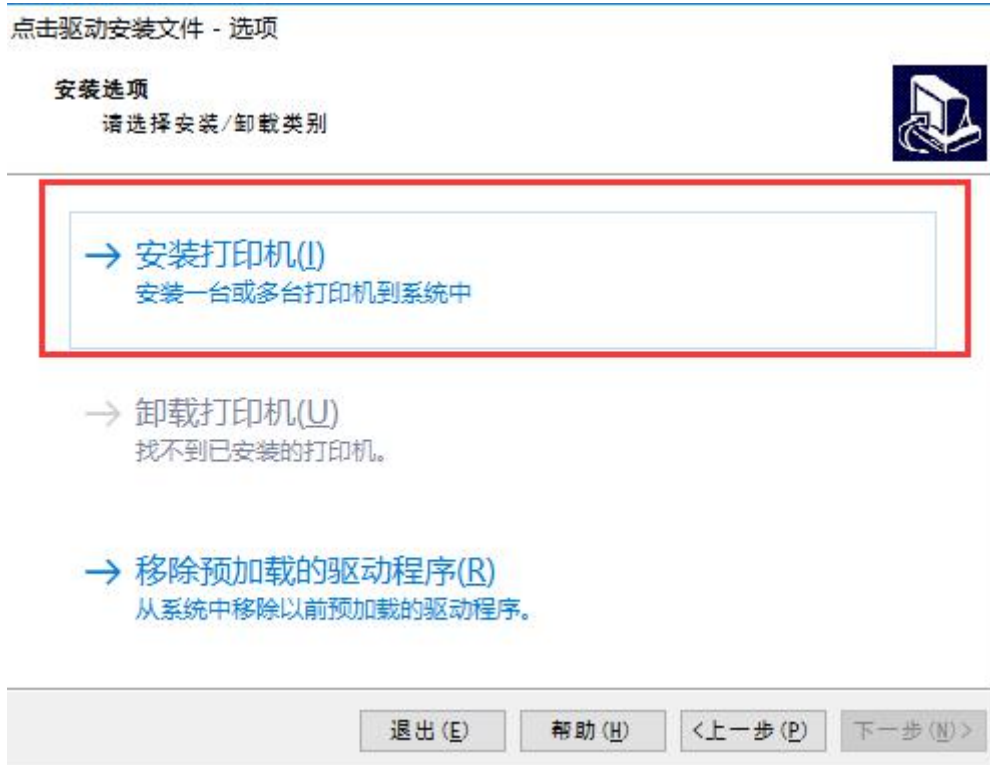 点击驱动安装文件 - 选项
安装选项
请选择安装/卸载类别
→ 安装打印机(I)
安装一台或多台打印机到系统中
→ 卸载打印机(U)
找不到已安装的打印机。
→ 移除预加载的驱动程序(R)
从系统中移除以前预加载的驱动程序。
退出(E) 帮助(H) <上一步(P) 下一步(N)>